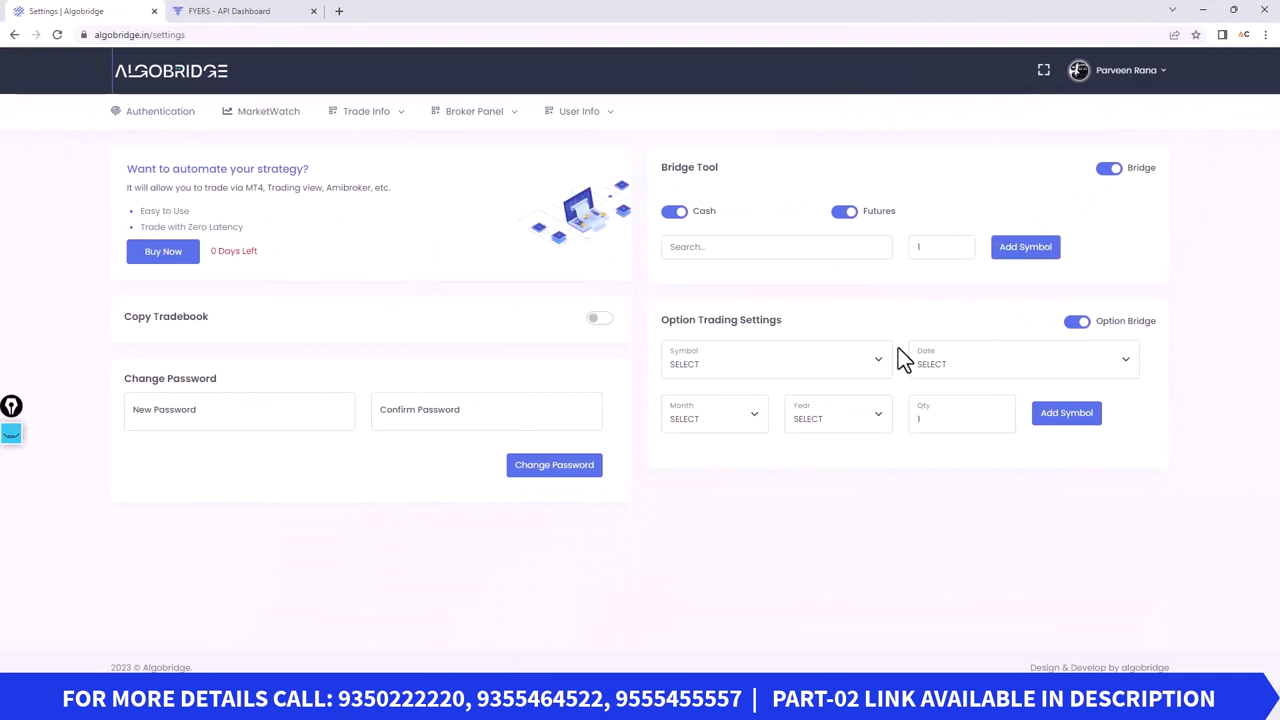 Settings | Algobridge
FYERS - API Dashboard
algobridge.in/settings
ALGOBRIDGE
Parveen Rana
Authentication
MarketWatch
Trade Info
Broker Panel
User Info
Want to automate your strategy?
It will allow you to trade via MT4, Trading view, Amibroker, etc.
• Easy to Use
• Trade with Zero Latency
Buy Now
0 Days Left
Copy Tradebook
Change Password
New Password
Confirm Password
Change Password
Bridge Tool
Bridge
Cash
Futures
Search...
1
Add Symbol
Option Trading Settings
Option Bridge
Symbol
SELECT
Date
SELECT
Month
SELECT
Year
SELECT
Qty
1
Add Symbol
2023 © Algobridge.
Design & Develop by algobridge
FOR MORE DETAILS CALL: 9350222220, 9355464522, 9555455557 | PART-02 LINK AVAILABLE IN DESCRIPTION